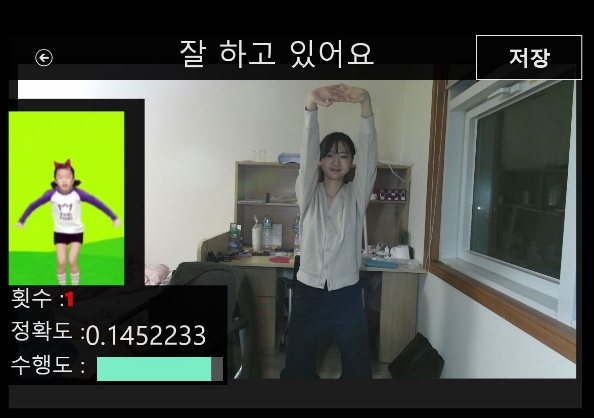 잘 하고 있어요
저장
횟수 :1
정확도 :0.1452233
수행도 :